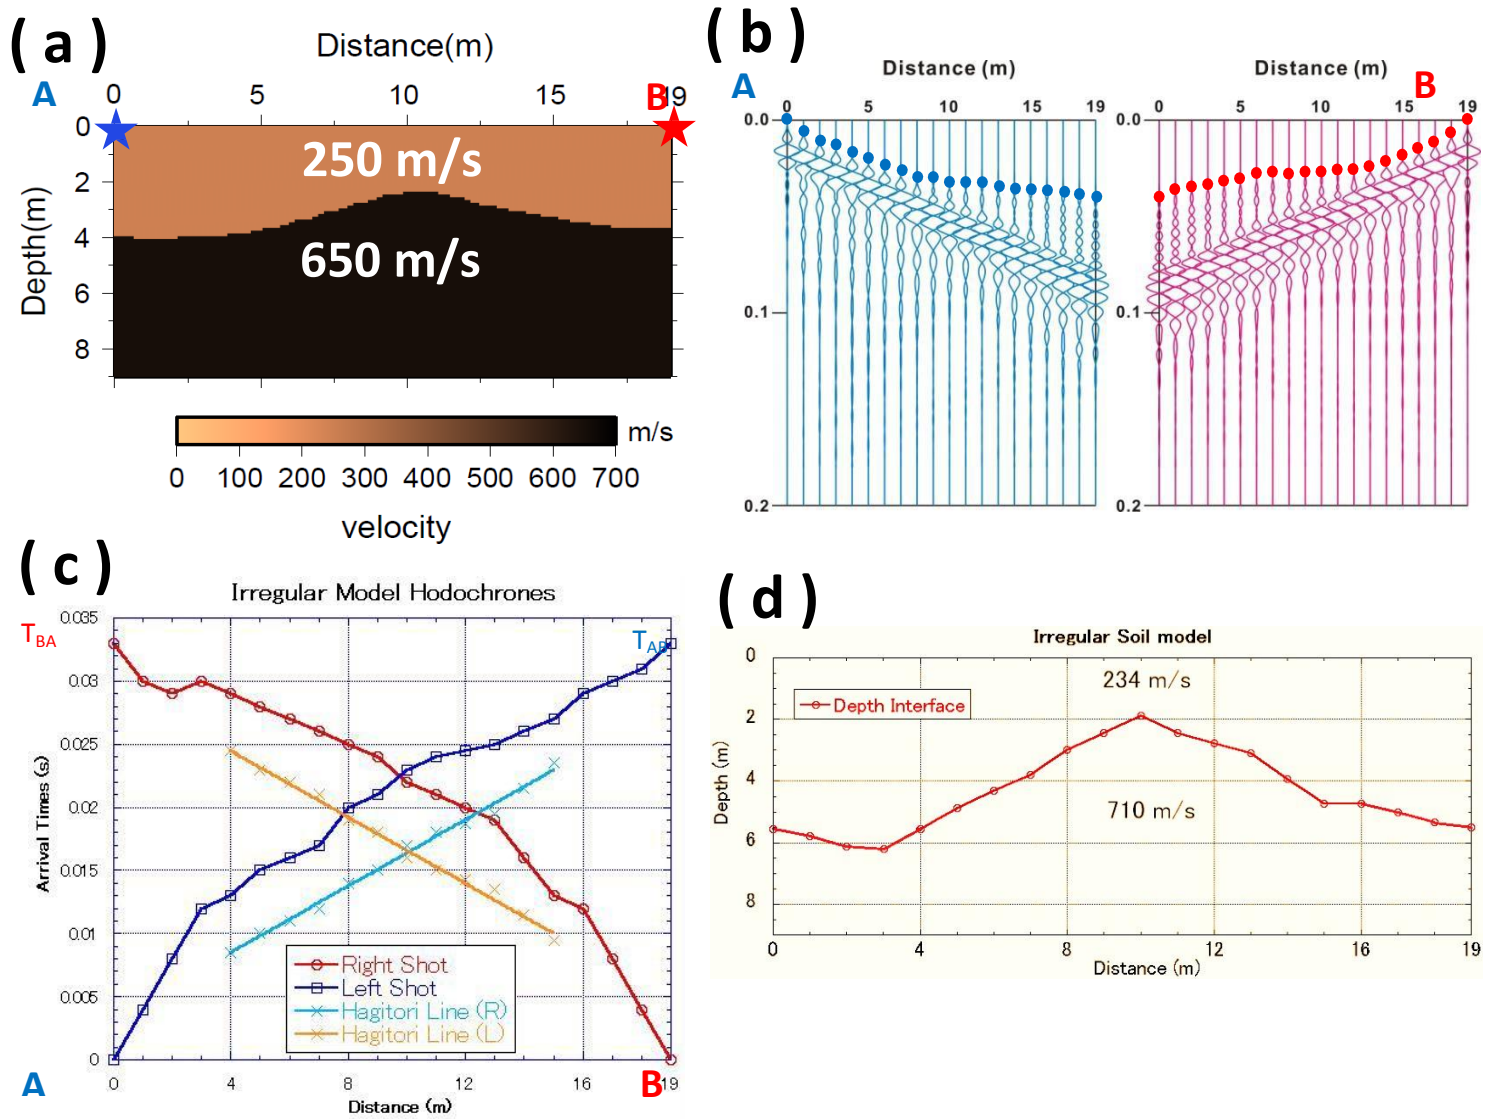 ( a )
Distance(m)
A
0 5 10 15 19
B
0
2
4
6
8
Depth(m)
250 m/s
650 m/s
m/s
0 100 200 300 400 500 600 700
velocity
( b )
Distance (m)
A
0 5 10 15 19
0.0
0.1
0.2
Distance (m)
B
0 5 10 15 19
0.0
0.1
0.2
( c )
Irregular Model Hodochrones
TBA
TAB
0.035
0.03
0.025
0.02
0.015
0.01
0.005
0
Arrival Times (s)
Right Shot
Left Shot
Hagitori Line (R)
Hagitori Line (L)
A
0 4 8 12 16 19
B
Distance (m)
( d )
Irregular Soil model
0
2
4
6
8
Depth (m)
234 m/s
Depth Interface
710 m/s
0 4 8 12 16 19
Distance (m)